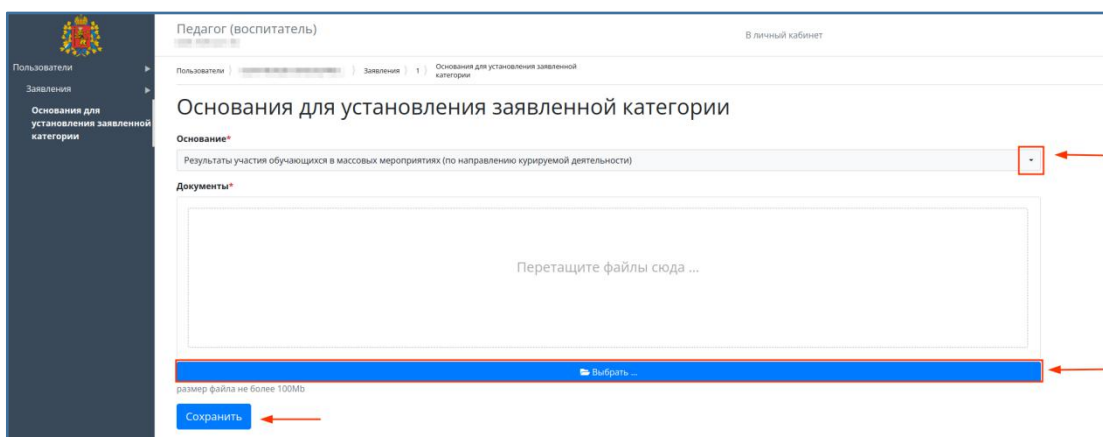 Педагог (воспитатель)
В личный кабинет
Пользователи
Заявления
Основания для
установления заявленной
категории
Пользователи
Заявления
1
Основания для установления заявленной
категории
Основания для установления заявленной категории
Основание*
Результаты участия обучающихся в массовых мероприятиях (по направлению курируемой деятельности)
Документы*
Перетащите файлы сюда ...
Выбрать ...
размер файла не более 100Mb
Сохранить